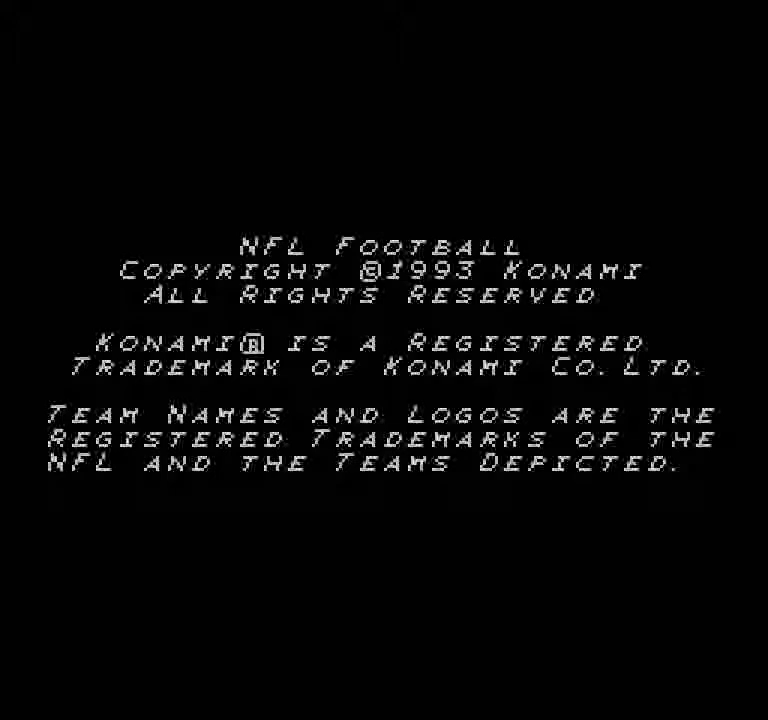 NFL FOOTBALL
COPYRIGHT ©1993 KONAMI
ALL RIGHTS RESERVED
KONAMI® IS A REGISTERED
TRADEMARK OF KONAMI CO. LTD.
TEAM NAMES AND LOGOS ARE THE
REGISTERED TRADEMARKS OF THE
NFL AND THE TEAMS DEPICTED.